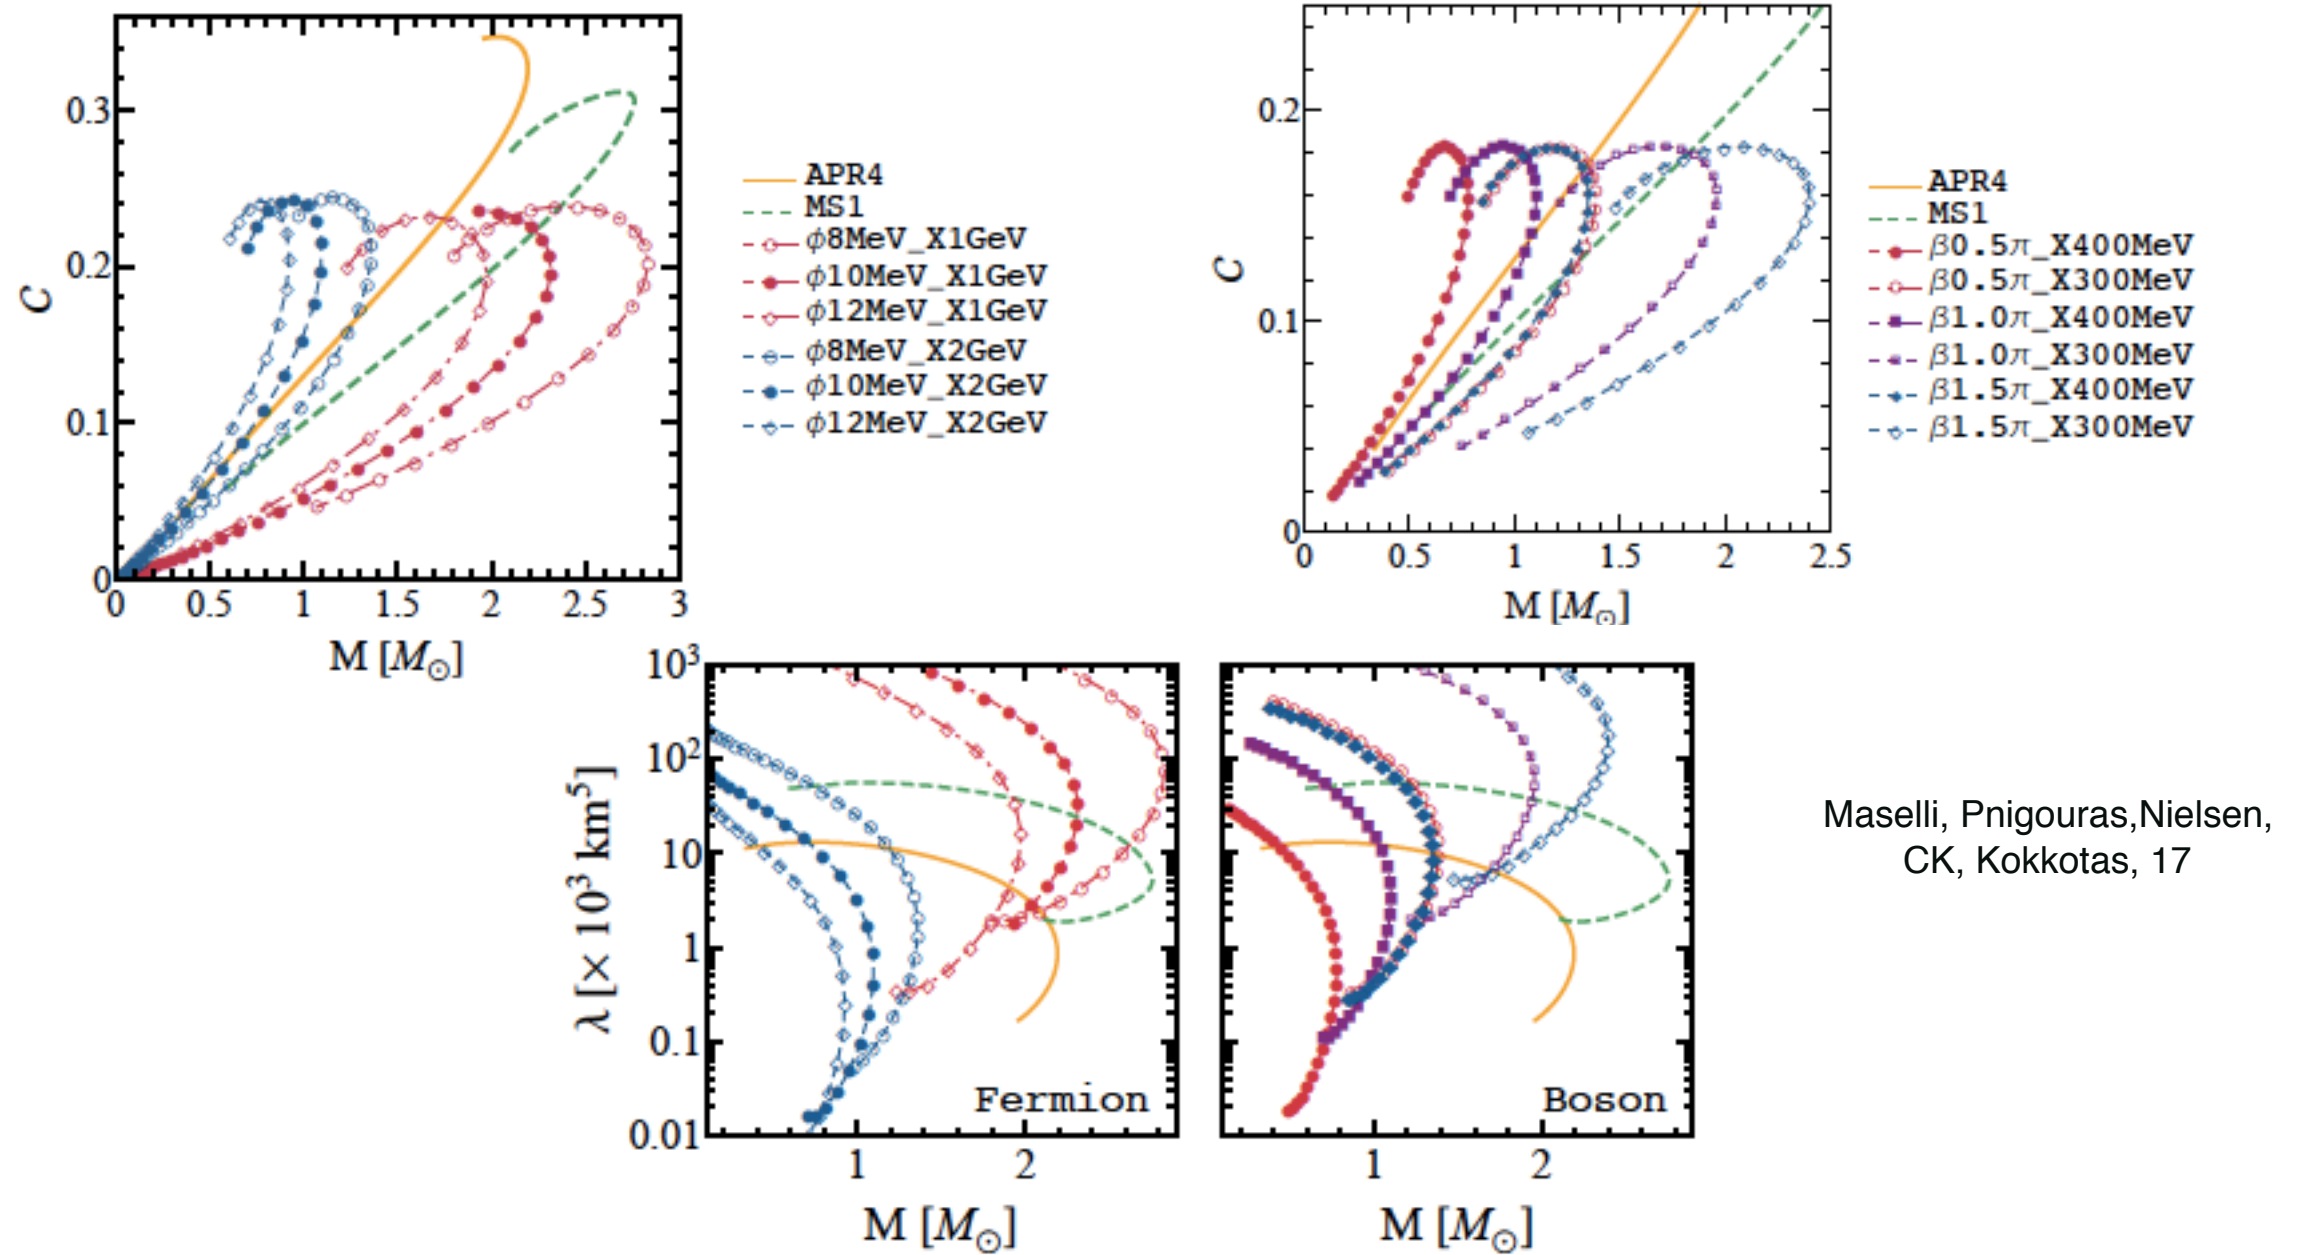 0.3
0.2
0.1
0
C
0 0.5 1 1.5 2 2.5 3
M [M☉]
APR4
MS1
ϕ8MeV_X1GeV
ϕ10MeV_X1GeV
ϕ12MeV_X1GeV
ϕ8MeV_X2GeV
ϕ10MeV_X2GeV
ϕ12MeV_X2GeV
0.2
0.1
0
C
0 0.5 1 1.5 2 2.5
M [M☉]
APR4
MS1
β0.5π_X400MeV
β0.5π_X300MeV
β1.0π_X400MeV
β1.0π_X300MeV
β1.5π_X400MeV
β1.5π_X300MeV
10³
10²
10
1
0.1
0.01
λ [× 10³ km⁵]
Fermion
1 2
M [M☉]
Boson
1 2
M [M☉]
Maselli, Pnigouras,Nielsen,
CK, Kokkotas, 17